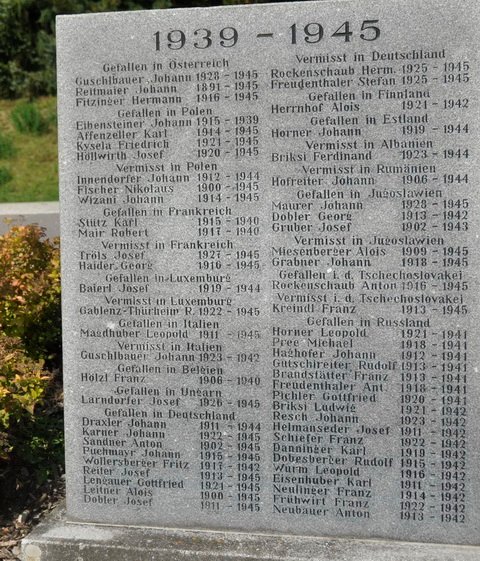 1939 - 1945
Gefallen in Österreich
Guschlbauer Johann 1928 - 1945
Reitmaier Johann 1891 - 1945
Fitzinger Hermann 1916 - 1945
Gefallen in Polen
Eibensteiner Johann 1915 - 1939
Affenzeller Karl 1914 - 1945
Kysela Friedrich 1921 - 1945
Höllwirth Josef 1920 - 1945
Vermisst in Polen
Innendorfer Johann 1912 - 1944
Fischer Nikolaus 1900 - 1945
Wizani Johann 1914 - 1945
Gefallen in Frankreich
Stütz Karl 1915 - 1940
Mair Robert 1917 - 1940
Vermisst in Frankreich
Tröls Josef 1927 - 1945
Haider Georg 1910 - 1945
Gefallen in Luxemburg
Baierl Josef 1919 - 1944
Vermisst in Luxemburg
Gablenz-Thürheim R. 1922 - 1945
Gefallen in Italien
Magdhuber Leopold 1911 - 1945
Vermisst in Italien
Guschlbauer Johann 1923 - 1942
Gefallen in Belgien
Hölzl Franz 1906 - 1940
Gefallen in Ungarn
Larndorfer Josef 1926 - 1945
Gefallen in Deutschland
Draxler Johann 1911 - 1944
Karner Johann 1922 - 1945
Sandner Anton 1902 - 1945
Puchmayr Johann 1915 - 1945
Wollersberger Fritz 1917 - 1942
Reiter Josef 1913 - 1945
Lengauer Gottfried 1921 - 1945
Leitner Alois 1900 - 1945
Dobler Josef 1911 - 1945
Vermisst in Deutschland
Rockenschaub Herm. 1925 - 1945
Freudenthaler Stefan 1925 - 1945
Gefallen in Finnland
Herrnhof Alois 1921 - 1942
Gefallen in Estland
Horner Johann 1919 - 1944
Vermisst in Albanien
Briksi Ferdinand 1923 - 1944
Vermisst in Rumänien
Hofreiter Johann 1906 - 1944
Gefallen in Jugoslawien
Maurer Johann 1928 - 1945
Dobler Georg 1913 - 1942
Gruber Josef 1902 - 1943
Vermisst in Jugoslawien
Miesenberger Alois 1909 - 1945
Grabner Johann 1918 - 1945
Gefallen i. d. Tschechoslovakei
Rockenschaub Anton 1916 - 1945
Vermisst i. d. Tschechoslovakei
Kreindl Franz 1913 - 1945
Gefallen in Russland
Horner Leopold 1921 - 1941
Pree Michael 1918 - 1941
Haghofer Johann 1912 - 1941
Gutschireiter Rudolf 1913 - 1941
Brandstätter Franz 1913 - 1941
Freudenthaler Ant. 1918 - 1941
Pichler Gottfried 1920 - 1941
Briksi Ludwig 1921 - 1942
Resch Johann 1923 - 1942
Helmanseder Josef 1911 - 1942
Schiefer Franz 1922 - 1942
Danninger Karl 1919 - 1942
Dobesberger Rudolf 1915 - 1942
Wurm Leopold 1916 - 1942
Eisenhuber Karl 1911 - 1942
Neulinger Franz 1914 - 1942
Frühwirt Franz 1922 - 1942
Neubauer Anton 1913 - 1942